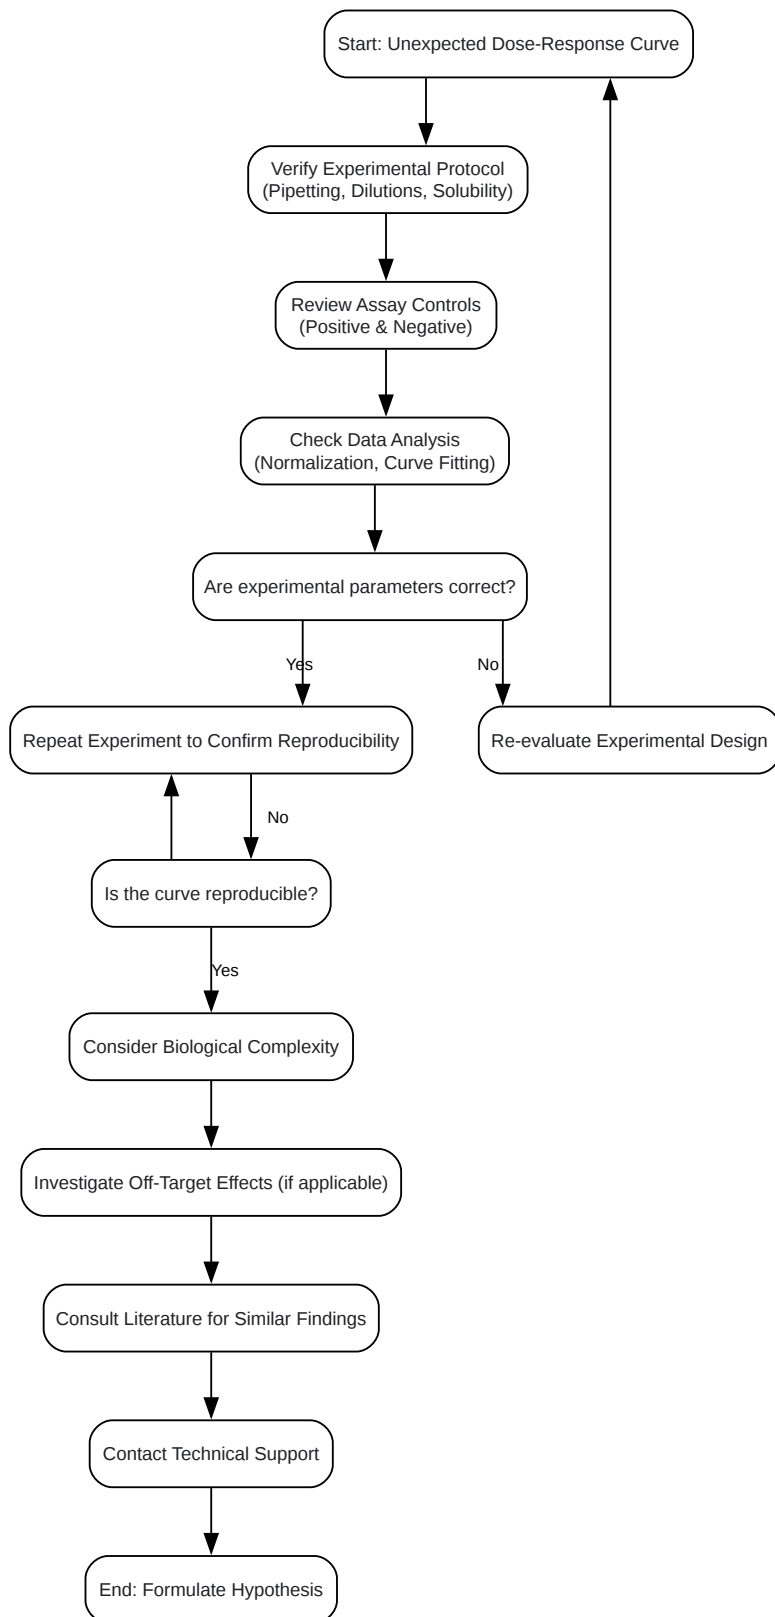 Start: Unexpected Dose-Response Curve
Verify Experimental Protocol
(Pipetting, Dilutions, Solubility)
Review Assay Controls
(Positive & Negative)
Check Data Analysis
(Normalization, Curve Fitting)
Are experimental parameters correct?
Yes
No
Repeat Experiment to Confirm Reproducibility
Re-evaluate Experimental Design
No
Is the curve reproducible?
Yes
Consider Biological Complexity
Investigate Off-Target Effects (if applicable)
Consult Literature for Similar Findings
Contact Technical Support
End: Formulate Hypothesis